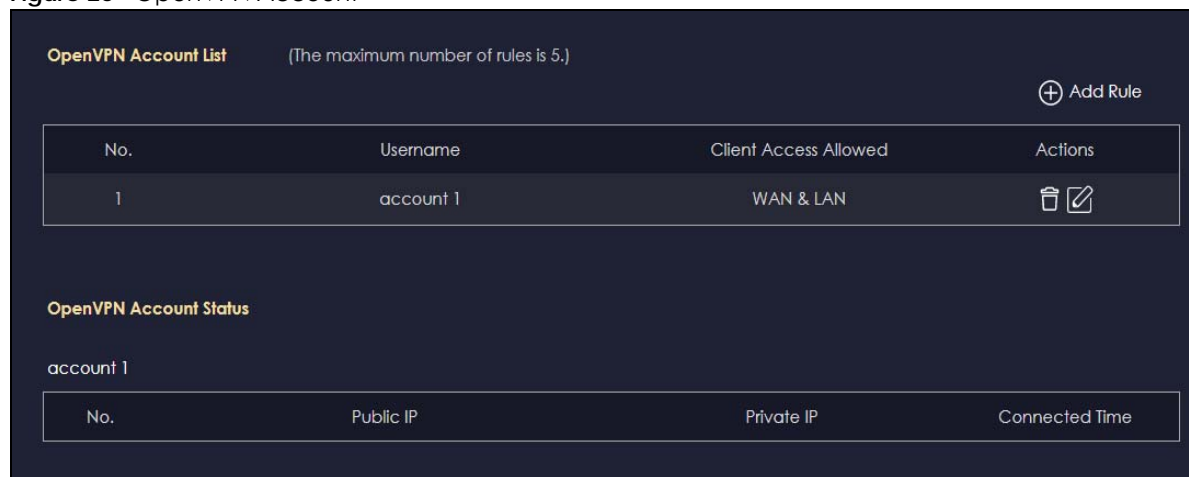 OpenVPN Account List (The maximum number of rules is 5.)
Add Rule
No. Username Client Access Allowed Actions
1 account 1 WAN & LAN
OpenVPN Account Status
account 1
No. Public IP Private IP Connected Time